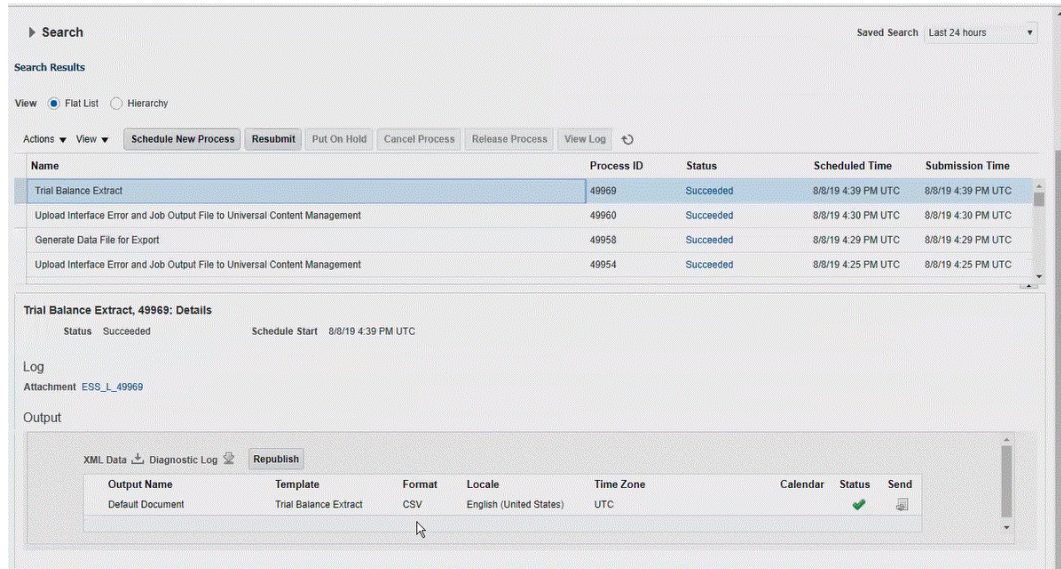 Search Saved Search Last 24 hours
Search Results
View Flat List Hierarchy
Actions View Schedule New Process Resubmit Put On Hold Cancel Process Release Process View Log
Name Process ID Status Scheduled Time Submission Time
Trial Balance Extract 49969 Succeeded 8/8/19 4:39 PM UTC 8/8/19 4:39 PM UTC
Upload Interface Error and Job Output File to Universal Content Management 49960 Succeeded 8/8/19 4:30 PM UTC 8/8/19 4:30 PM UTC
Generate Data File for Export 49958 Succeeded 8/8/19 4:29 PM UTC 8/8/19 4:29 PM UTC
Upload Interface Error and Job Output File to Universal Content Management 49954 Succeeded 8/8/19 4:25 PM UTC 8/8/19 4:25 PM UTC
Trial Balance Extract, 49969: Details
Status Succeeded Schedule Start 8/8/19 4:39 PM UTC
Log
Attachment ESS_L_49969
Output
XML Data Diagnostic Log Republish
Output Name Template Format Locale Time Zone Calendar Status Send
Default Document Trial Balance Extract CSV English (United States) UTC